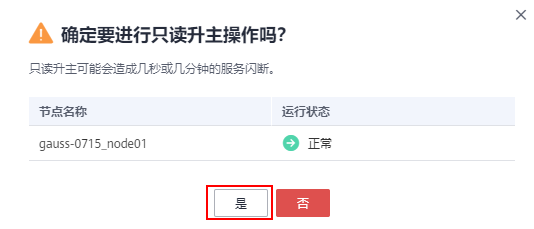 确定要进行只读升主操作吗？
只读升主可能会造成几秒或几分钟的服务闪断。
节点名称 运行状态
gauss-0715_node01 正常
是 否